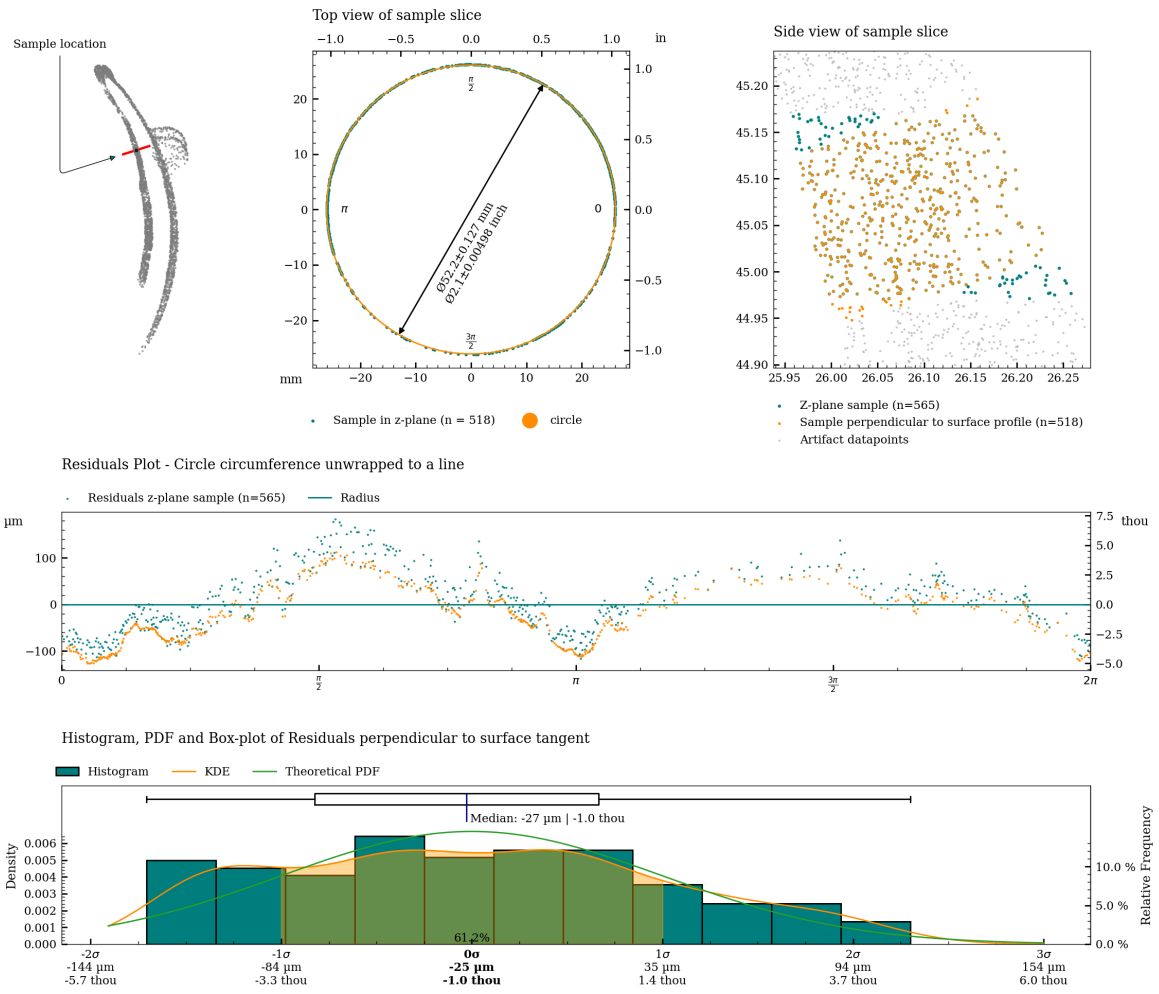 Sample location
Top view of sample slice
−1.0 −0.5 0.0 0.5 1.0 in
20
10
0
−10
−20
mm
1.0
0.5
0.0
−0.5
−1.0
π/2
π
0
3π/2
Ø52.2±0.127 mm
Ø2.1±0.00498 inch
−20 −10 0 10 20
Sample in z-plane (n = 518)
circle
Side view of sample slice
45.20
45.15
45.10
45.05
45.00
44.95
44.90
25.95 26.00 26.05 26.10 26.15 26.20 26.25
Z-plane sample (n=565)
Sample perpendicular to surface profile (n=518)
Artifact datapoints
Residuals Plot - Circle circumference unwrapped to a line
Residuals z-plane sample (n=565)
Radius
µm
100
0
−100
7.5 thou
5.0
2.5
0.0
−2.5
−5.0
0 π/2 π 3π/2 2π
Histogram, PDF and Box-plot of Residuals perpendicular to surface tangent
Histogram
KDE
Theoretical PDF
Median: -27 µm | -1.0 thou
Density
0.006
0.005
0.004
0.003
0.002
0.001
0.000
Relative Frequency
10.0 %
5.0 %
0.0 %
61.2%
-2σ -1σ 0σ 1σ 2σ 3σ
-144 µm -84 µm -25 µm 35 µm 94 µm 154 µm
-5.7 thou -3.3 thou -1.0 thou 1.4 thou 3.7 thou 6.0 thou